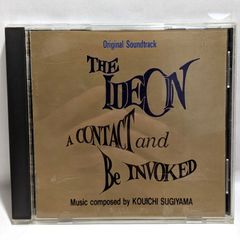 Original Soundtrack
THE
IDEON
A CONTACT and
Be INVOKED
Music composed by KOUICHI SUGIYAMA